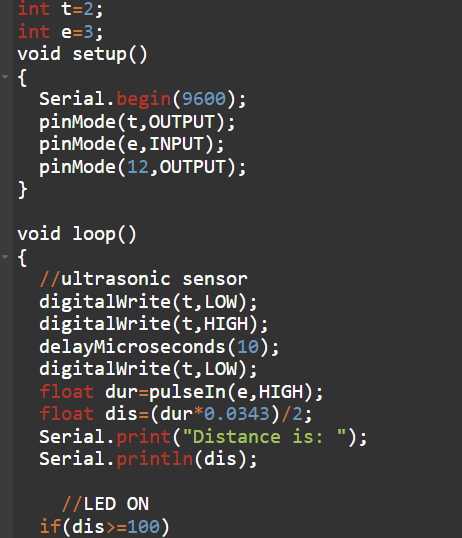 int t=2;
int e=3;
void setup()
{
  Serial.begin(9600);
  pinMode(t,OUTPUT);
  pinMode(e,INPUT);
  pinMode(12,OUTPUT);
}

void loop()
{
  //ultrasonic sensor
  digitalWrite(t,LOW);
  digitalWrite(t,HIGH);
  delayMicroseconds(10);
  digitalWrite(t,LOW);
  float dur=pulseIn(e,HIGH);
  float dis=(dur*0.0343)/2;
  Serial.print("Distance is: ");
  Serial.println(dis);

    //LED ON
  if(dis>=100)